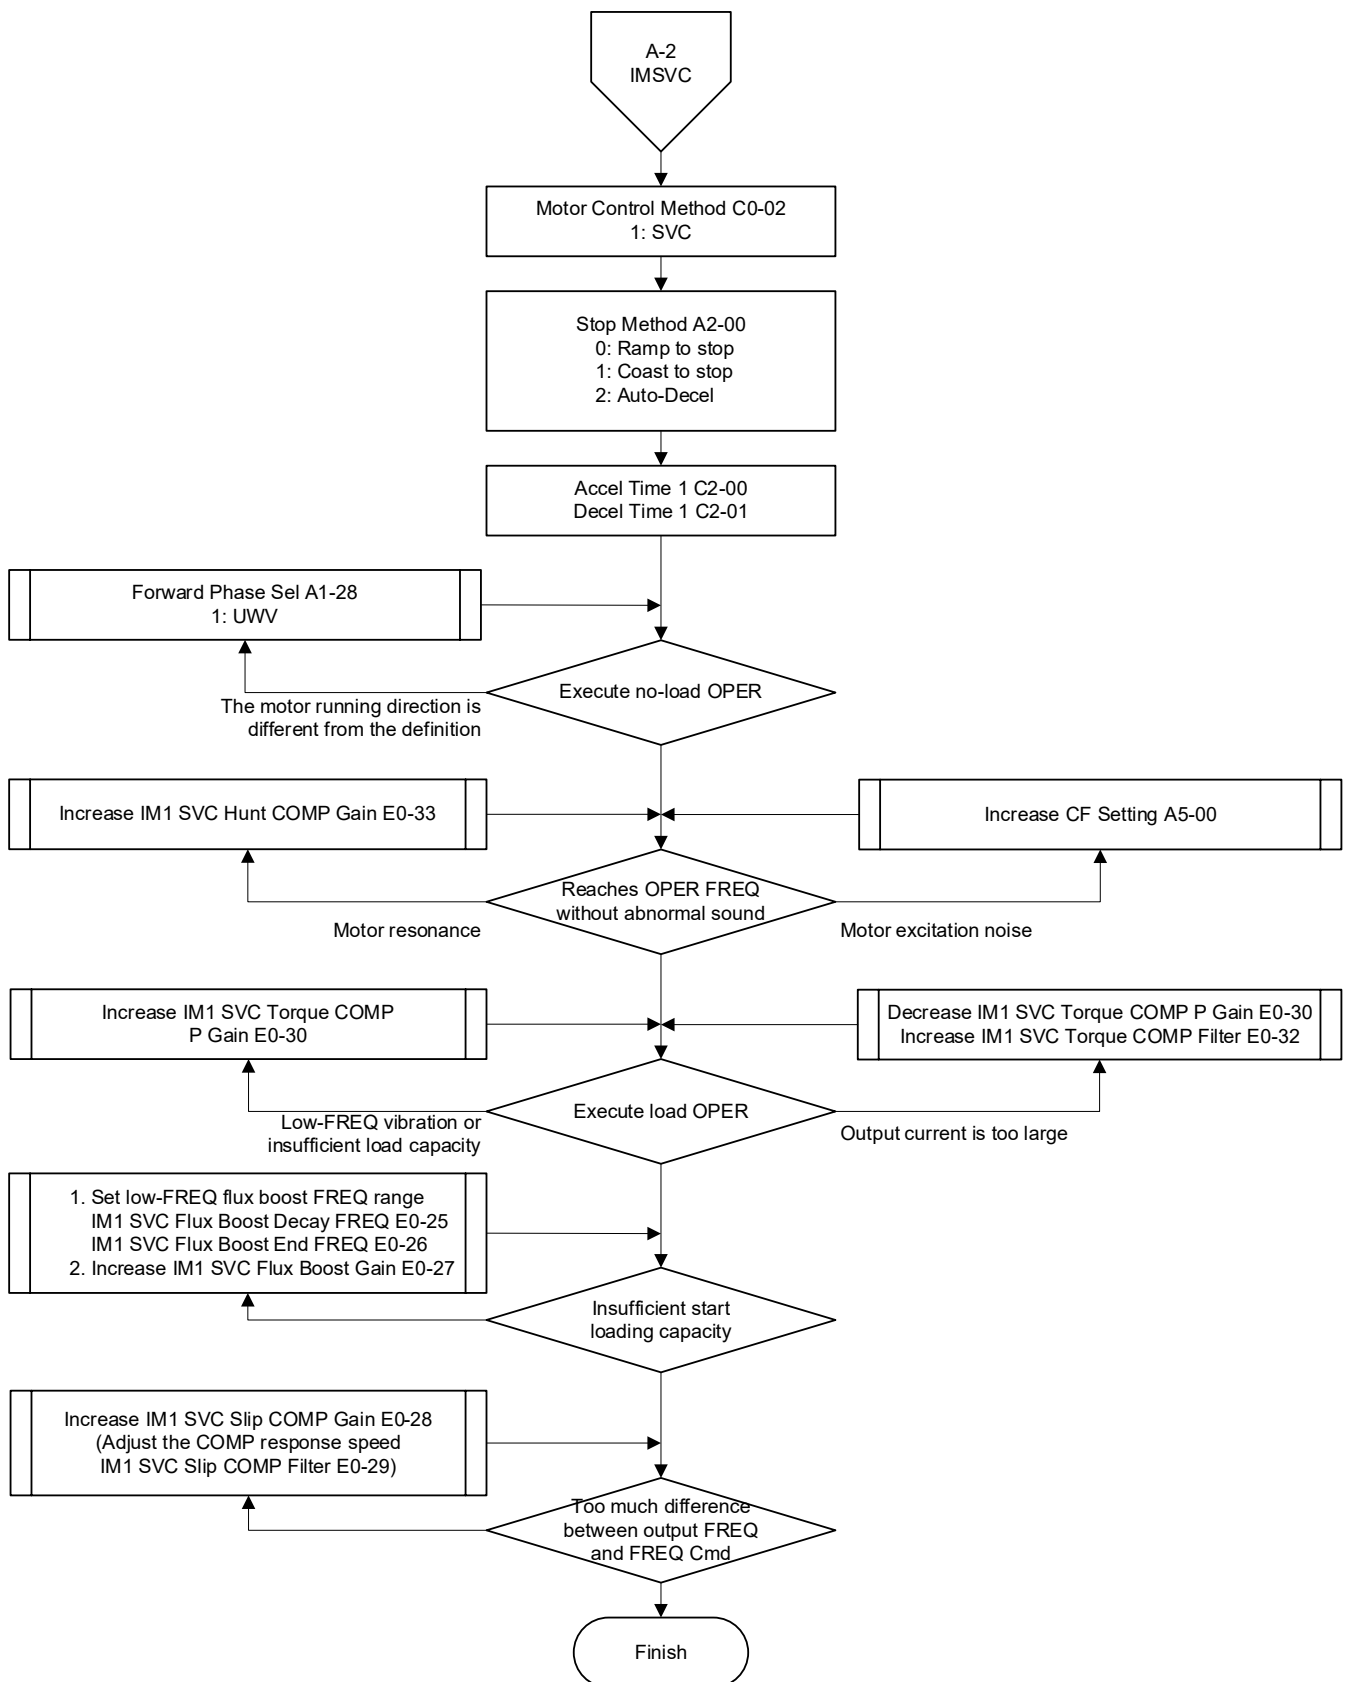 A-2
IMSVC
Motor Control Method C0-02
1: SVC
Stop Method A2-00
0: Ramp to stop
1: Coast to stop
2: Auto-Decel
Accel Time 1 C2-00
Decel Time 1 C2-01
Forward Phase Sel A1-28
1: UWV
Execute no-load OPER
The motor running direction is
different from the definition
Increase IM1 SVC Hunt COMP Gain E0-33
Increase CF Setting A5-00
Reaches OPER FREQ
without abnormal sound
Motor resonance
Motor excitation noise
Increase IM1 SVC Torque COMP
P Gain E0-30
Decrease IM1 SVC Torque COMP P Gain E0-30
Increase IM1 SVC Torque COMP Filter E0-32
Execute load OPER
Low-FREQ vibration or
insufficient load capacity
Output current is too large
1. Set low-FREQ flux boost FREQ range
IM1 SVC Flux Boost Decay FREQ E0-25
IM1 SVC Flux Boost End FREQ E0-26
2. Increase IM1 SVC Flux Boost Gain E0-27
Insufficient start
loading capacity
Increase IM1 SVC Slip COMP Gain E0-28
(Adjust the COMP response speed
IM1 SVC Slip COMP Filter E0-29)
Too much difference
between output FREQ
and FREQ Cmd
Finish